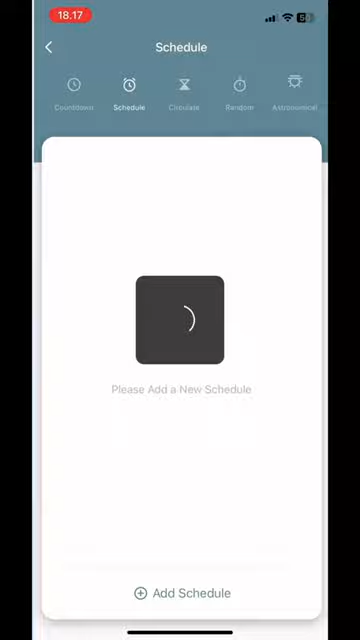 18.17
Schedule
Countdown
Schedule
Circulate
Random
Astronomical
Please Add a New Schedule
Add Schedule